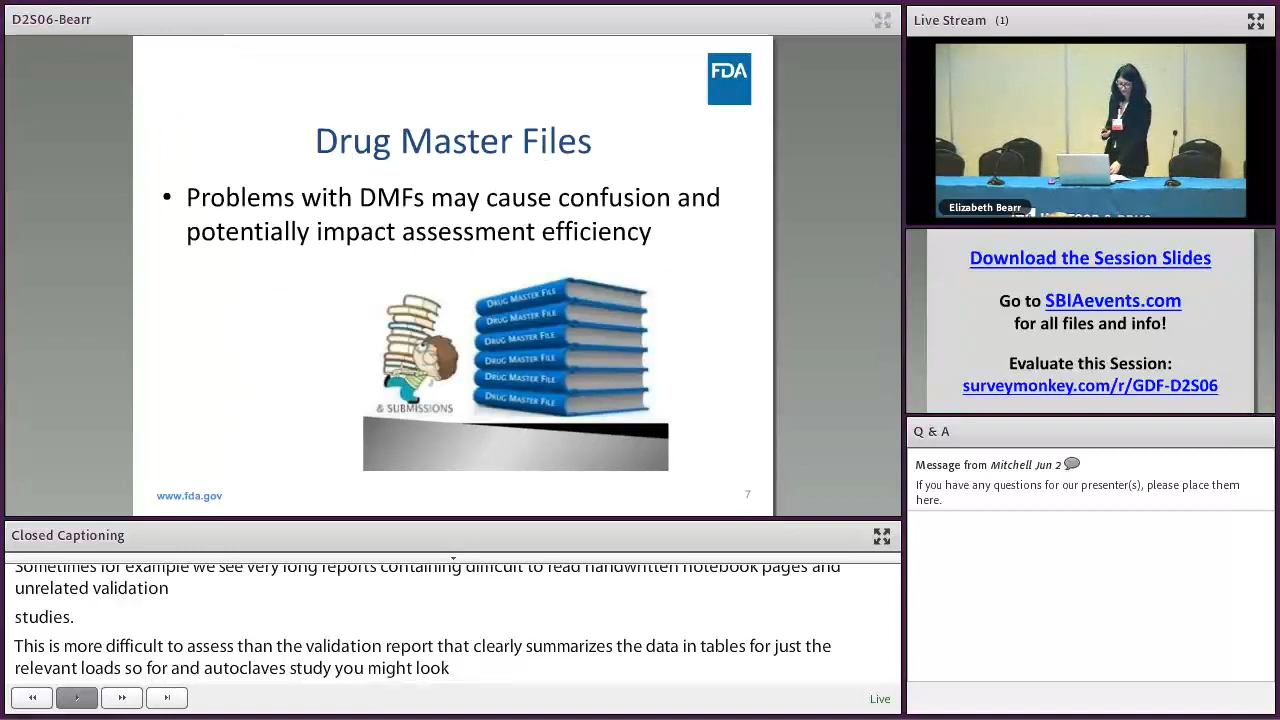 D2S06-Bearr
FDA
Drug Master Files
• Problems with DMFs may cause confusion and
potentially impact assessment efficiency
DRUG MASTER FILE
DRUG MASTER FILE
DRUG MASTER FILE
DRUG MASTER FILE
DRUG MASTER FILE
DRUG MASTER FILE
& SUBMISSIONS
www.fda.gov
7
Live Stream (1)
Elizabeth Bearr
Download the Session Slides
Go to SBIAevents.com
for all files and info!
Evaluate this Session:
surveymonkey.com/r/GDF-D2S06
Q & A
Message from Mitchell Jun 2
If you have any questions for our presenter(s), please place them
here.
Closed Captioning
Sometimes for example we see very long reports containing difficult to read handwritten notebook pages and
unrelated validation
studies.
This is more difficult to assess than the validation report that clearly summarizes the data in tables for just the
relevant loads so for and autoclaves study you might look
Live